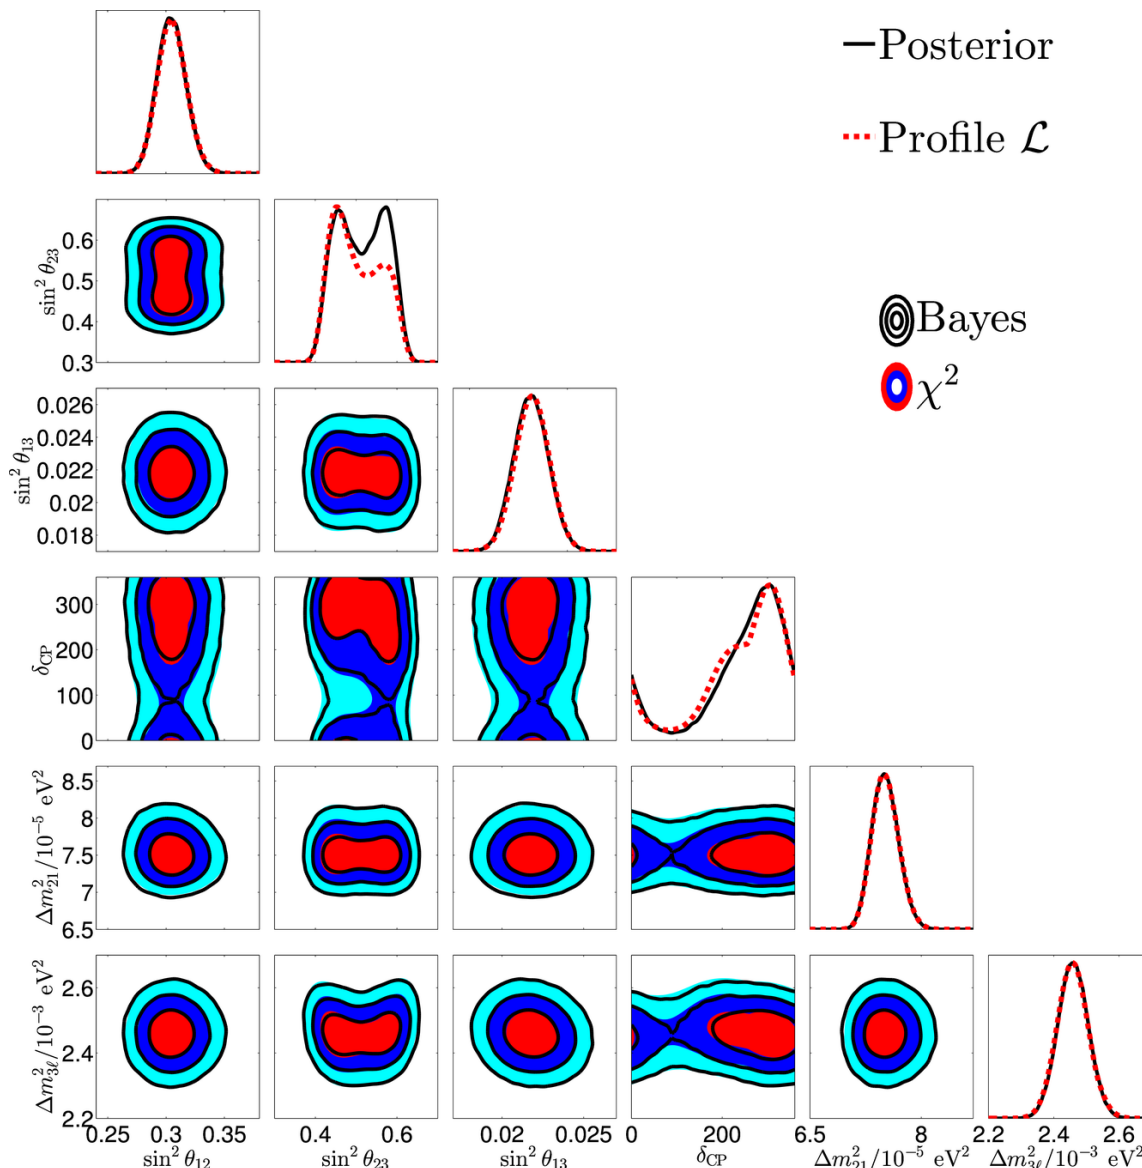 Posterior
Profile ℒ
Bayes
χ²
sin² θ₂₃
0.6
0.5
0.4
0.3
sin² θ₁₃
0.026
0.024
0.022
0.02
0.018
δ_CP
300
200
100
0
Δm²₂₁/10⁻⁵ eV²
8.5
8
7.5
7
6.5
Δm²₃ℓ/10⁻³ eV²
2.6
2.4
2.2
0.25 0.3 0.35
0.4 0.6
0.02 0.025
0 200
6.5 8
2.2 2.4 2.6
sin² θ₁₂
sin² θ₂₃
sin² θ₁₃
δ_CP
Δm²₂₁/10⁻⁵ eV²
Δm²₃ℓ/10⁻³ eV²